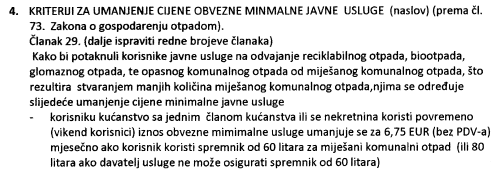 4. KRITERIJI ZA UMANJENJE CIJENE OBVEZNE MINMALNE JAVNE USLUGE (naslov) (prema čl.
73. Zakona o gospodarenju otpadom).
Članak 29. (dalje ispraviti redne brojeve članaka)
Kako bi potaknuli korisnike javne usluge na odvajanje reciklabilnog otpada, biootpada,
glomaznog otpada, te opasnog komunalnog otpada od miješanog komunalnog otpada, što
rezultira stvaranjem manjih količina miješanog komunalnog otpada,njima se određuje
slijedeće umanjenje cijene minimalne javne usluge
- korisniku kućanstvo sa jednim članom kućanstva ili se nekretnina koristi povremeno
(vikend korisnici) iznos obvezne mimimalne usluge umanjuje se za 6,75 EUR (bez PDV-a)
mjesečno ako korisnik koristi spremnik od 60 litara za miješani komunalni otpad (ili 80
litara ako davatelj usluge ne može osigurati spremnik od 60 litara)